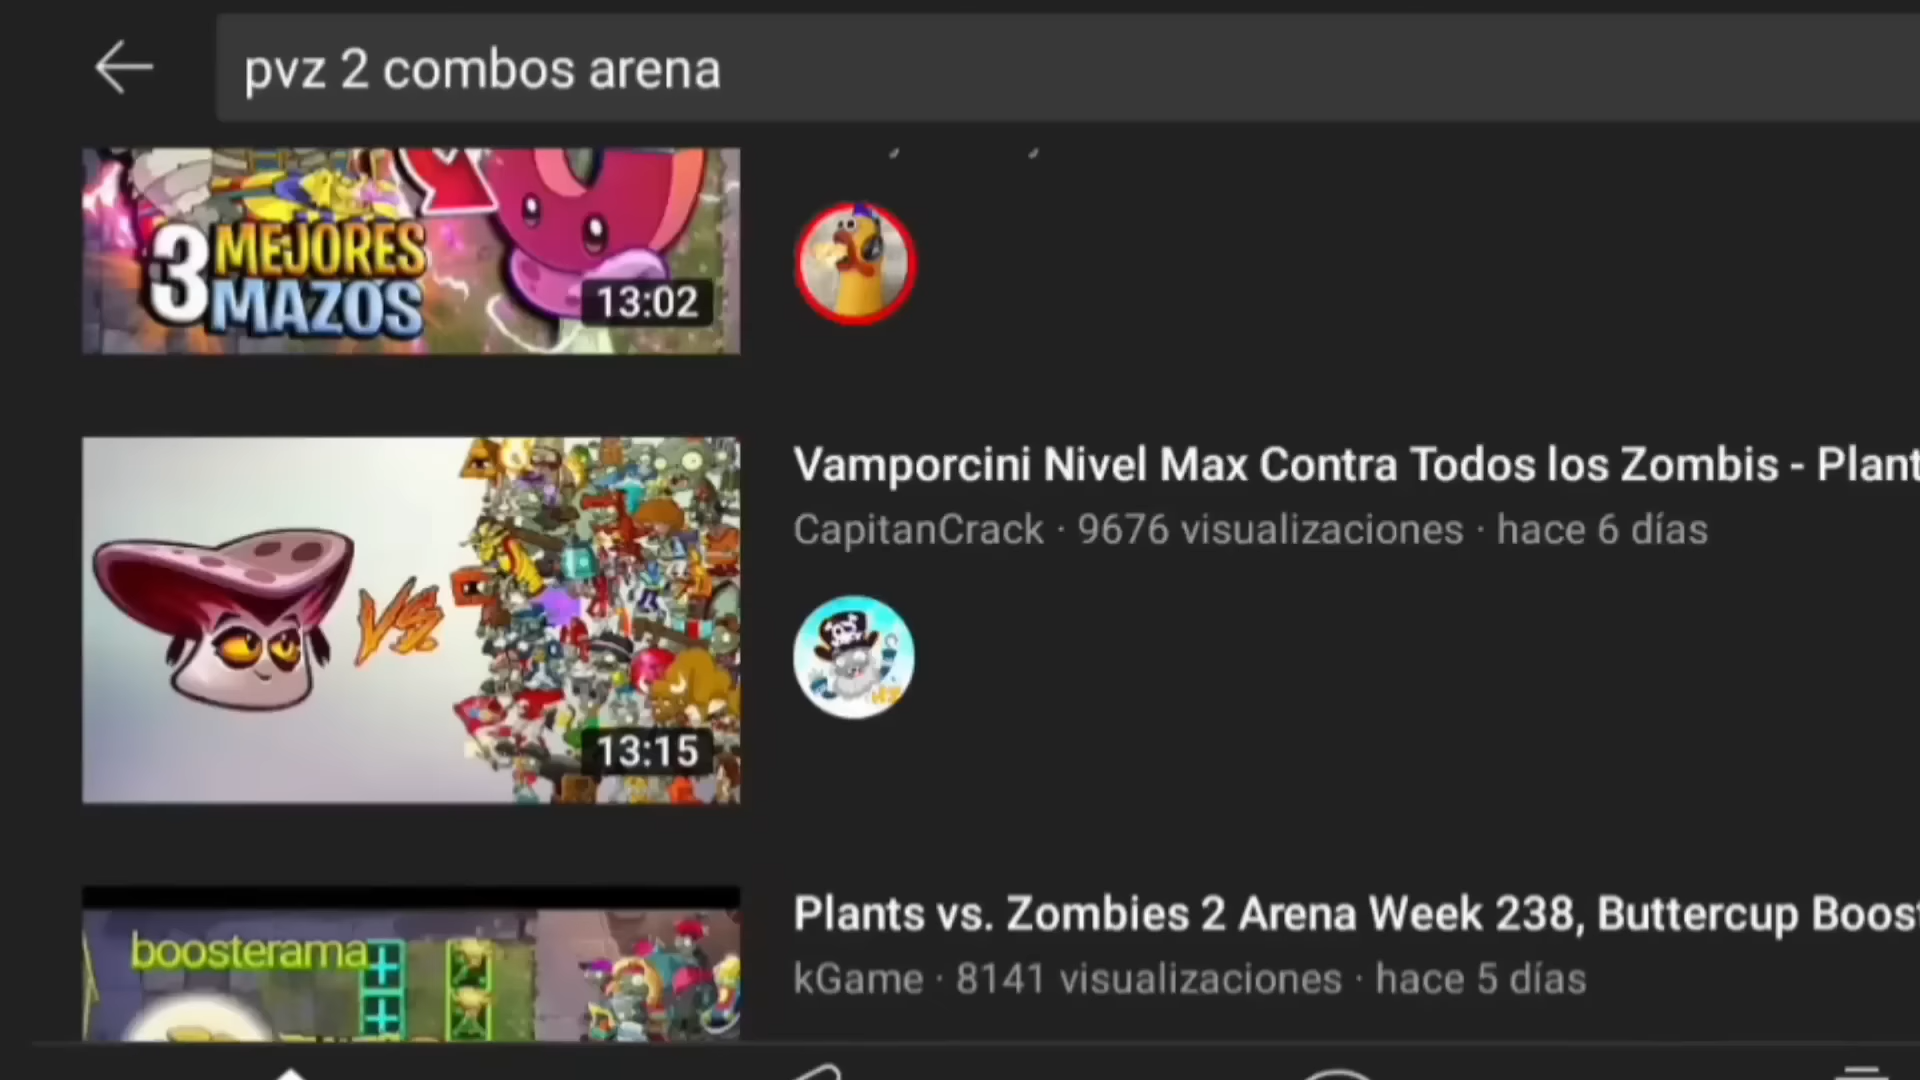 pvz 2 combos arena
3 MEJORES
MAZOS
13:02
Vamporcini Nivel Max Contra Todos los Zombis - Plant
CapitanCrack · 9676 visualizaciones · hace 6 días
VS
13:15
Plants vs. Zombies 2 Arena Week 238, Buttercup Boos
kGame · 8141 visualizaciones · hace 5 días
boosterama